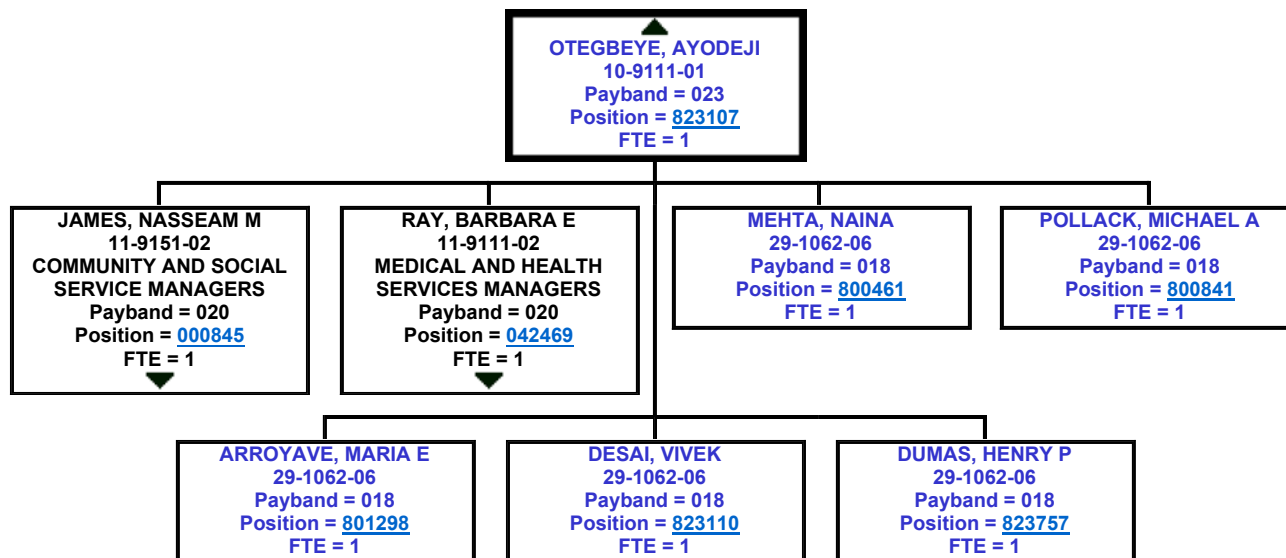 OTEGBEYE, AYODEJI
10-9111-01
Payband = 023
Position = 823107
FTE = 1
JAMES, NASSEAM M
11-9151-02
COMMUNITY AND SOCIAL
SERVICE MANAGERS
Payband = 020
Position = 000845
FTE = 1
RAY, BARBARA E
11-9111-02
MEDICAL AND HEALTH
SERVICES MANAGERS
Payband = 020
Position = 042469
FTE = 1
MEHTA, NAINA
29-1062-06
Payband = 018
Position = 800461
FTE = 1
POLLACK, MICHAEL A
29-1062-06
Payband = 018
Position = 800841
FTE = 1
ARROYAVE, MARIA E
29-1062-06
Payband = 018
Position = 801298
FTE = 1
DESAI, VIVEK
29-1062-06
Payband = 018
Position = 823110
FTE = 1
DUMAS, HENRY P
29-1062-06
Payband = 018
Position = 823757
FTE = 1